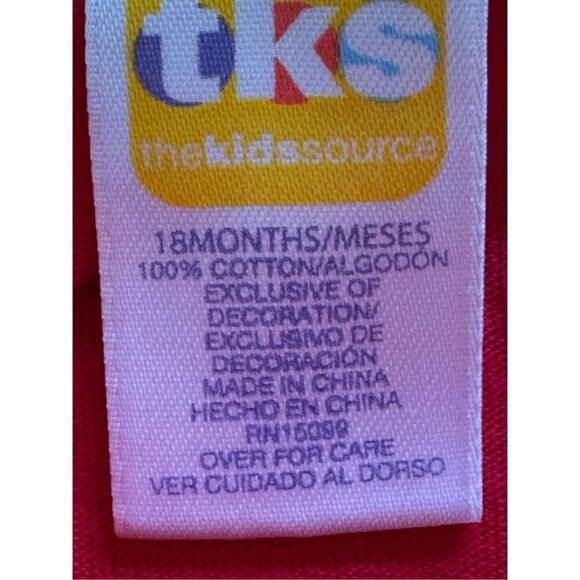 tks
thekidssource
18MONTHS/MESES
100% COTTON/ALGODÓN
EXCLUSIVE OF
DECORATION/
EXCLUSIVO DE
DECORACIÓN
MADE IN CHINA
HECHO EN CHINA
RN15099
OVER FOR CARE
VER CUIDADO AL DORSO